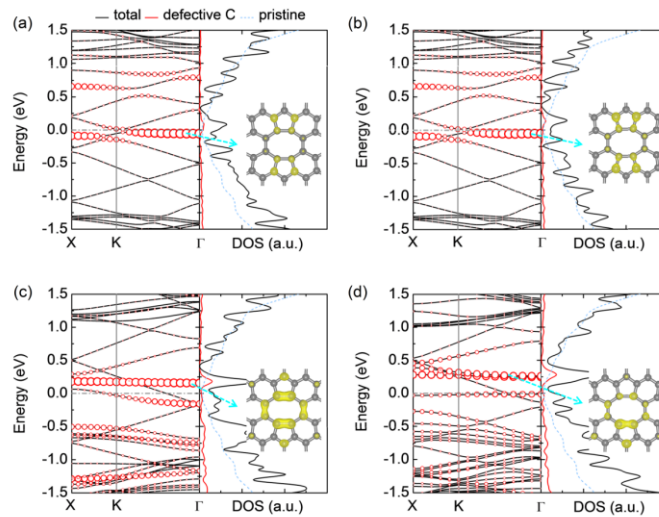 total defective C pristine
(a) (b)
1.5 1.5
1.0 1.0
0.5 0.5
0.0 0.0
-0.5 -0.5
-1.0 -1.0
-1.5 -1.5
Energy (eV) Energy (eV)
X K Γ DOS (a.u.) X K Γ DOS (a.u.)
(c) (d)
1.5 1.5
1.0 1.0
0.5 0.5
0.0 0.0
-0.5 -0.5
-1.0 -1.0
-1.5 -1.5
Energy (eV) Energy (eV)
X K Γ DOS (a.u.) X K Γ DOS (a.u.)